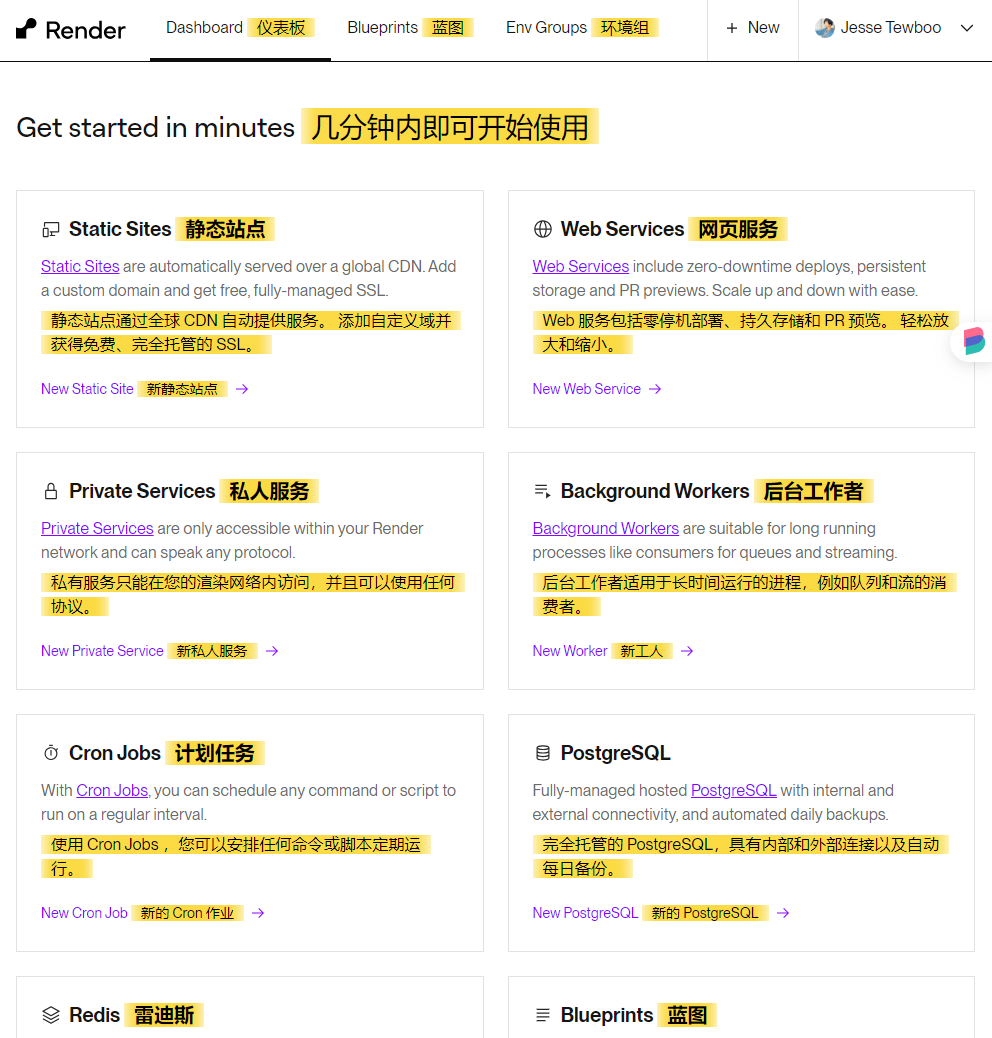 Render Dashboard 仪表板 Blueprints 蓝图 Env Groups 环境组 + New Jesse Tewboo
Get started in minutes 几分钟内即可开始使用
Static Sites 静态站点
Static Sites are automatically served over a global CDN. Add
a custom domain and get free, fully-managed SSL.
静态站点通过全球 CDN 自动提供服务。 添加自定义域并
获得免费、完全托管的 SSL。
New Static Site 新静态站点 →
Web Services 网页服务
Web Services include zero-downtime deploys, persistent
storage and PR previews. Scale up and down with ease.
Web 服务包括零停机部署、持久存储和 PR 预览。 轻松放
大和缩小。
New Web Service →
Private Services 私人服务
Private Services are only accessible within your Render
network and can speak any protocol.
私有服务只能在您的渲染网络内访问，并且可以使用任何
协议。
New Private Service 新私人服务 →
Background Workers 后台工作者
Background Workers are suitable for long running
processes like consumers for queues and streaming.
后台工作者适用于长时间运行的进程，例如队列和流的消
费者。
New Worker 新工人 →
Cron Jobs 计划任务
With Cron Jobs, you can schedule any command or script to
run on a regular interval.
使用 Cron Jobs ，您可以安排任何命令或脚本定期运
行。
New Cron Job 新的 Cron 作业 →
PostgreSQL
Fully-managed hosted PostgreSQL with internal and
external connectivity, and automated daily backups.
完全托管的 PostgreSQL，具有内部和外部连接以及自动
每日备份。
New PostgreSQL 新的 PostgreSQL →
Redis 雷迪斯
Blueprints 蓝图